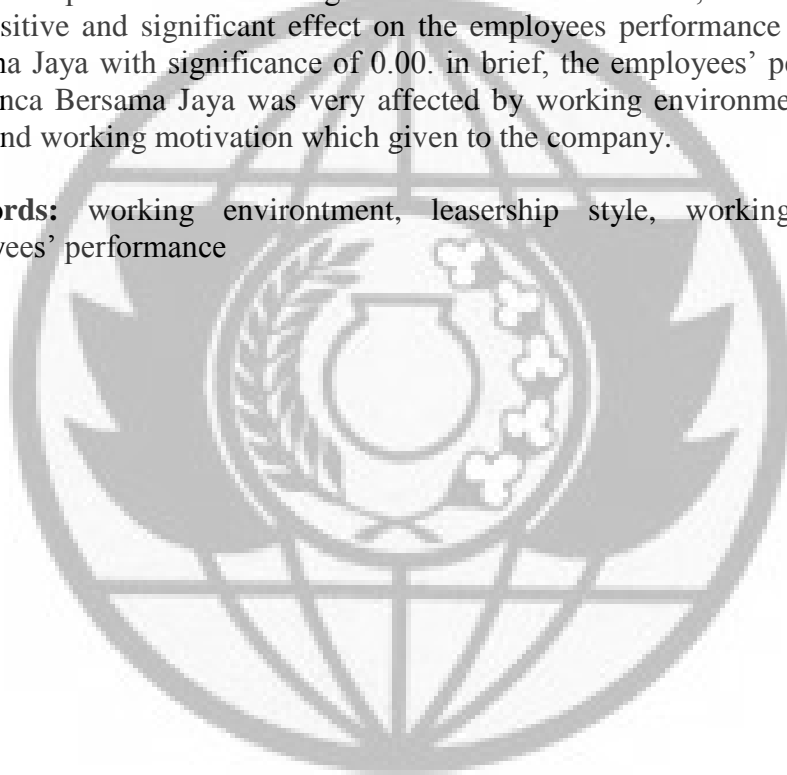 sitive and significant effect on the employees performance
na Jaya with significance of 0.00. in brief, the employees' p
nca Bersama Jaya was very affected by working environme
nd working motivation which given to the company.
ords: working environtment, leasership style, working
yees' performance